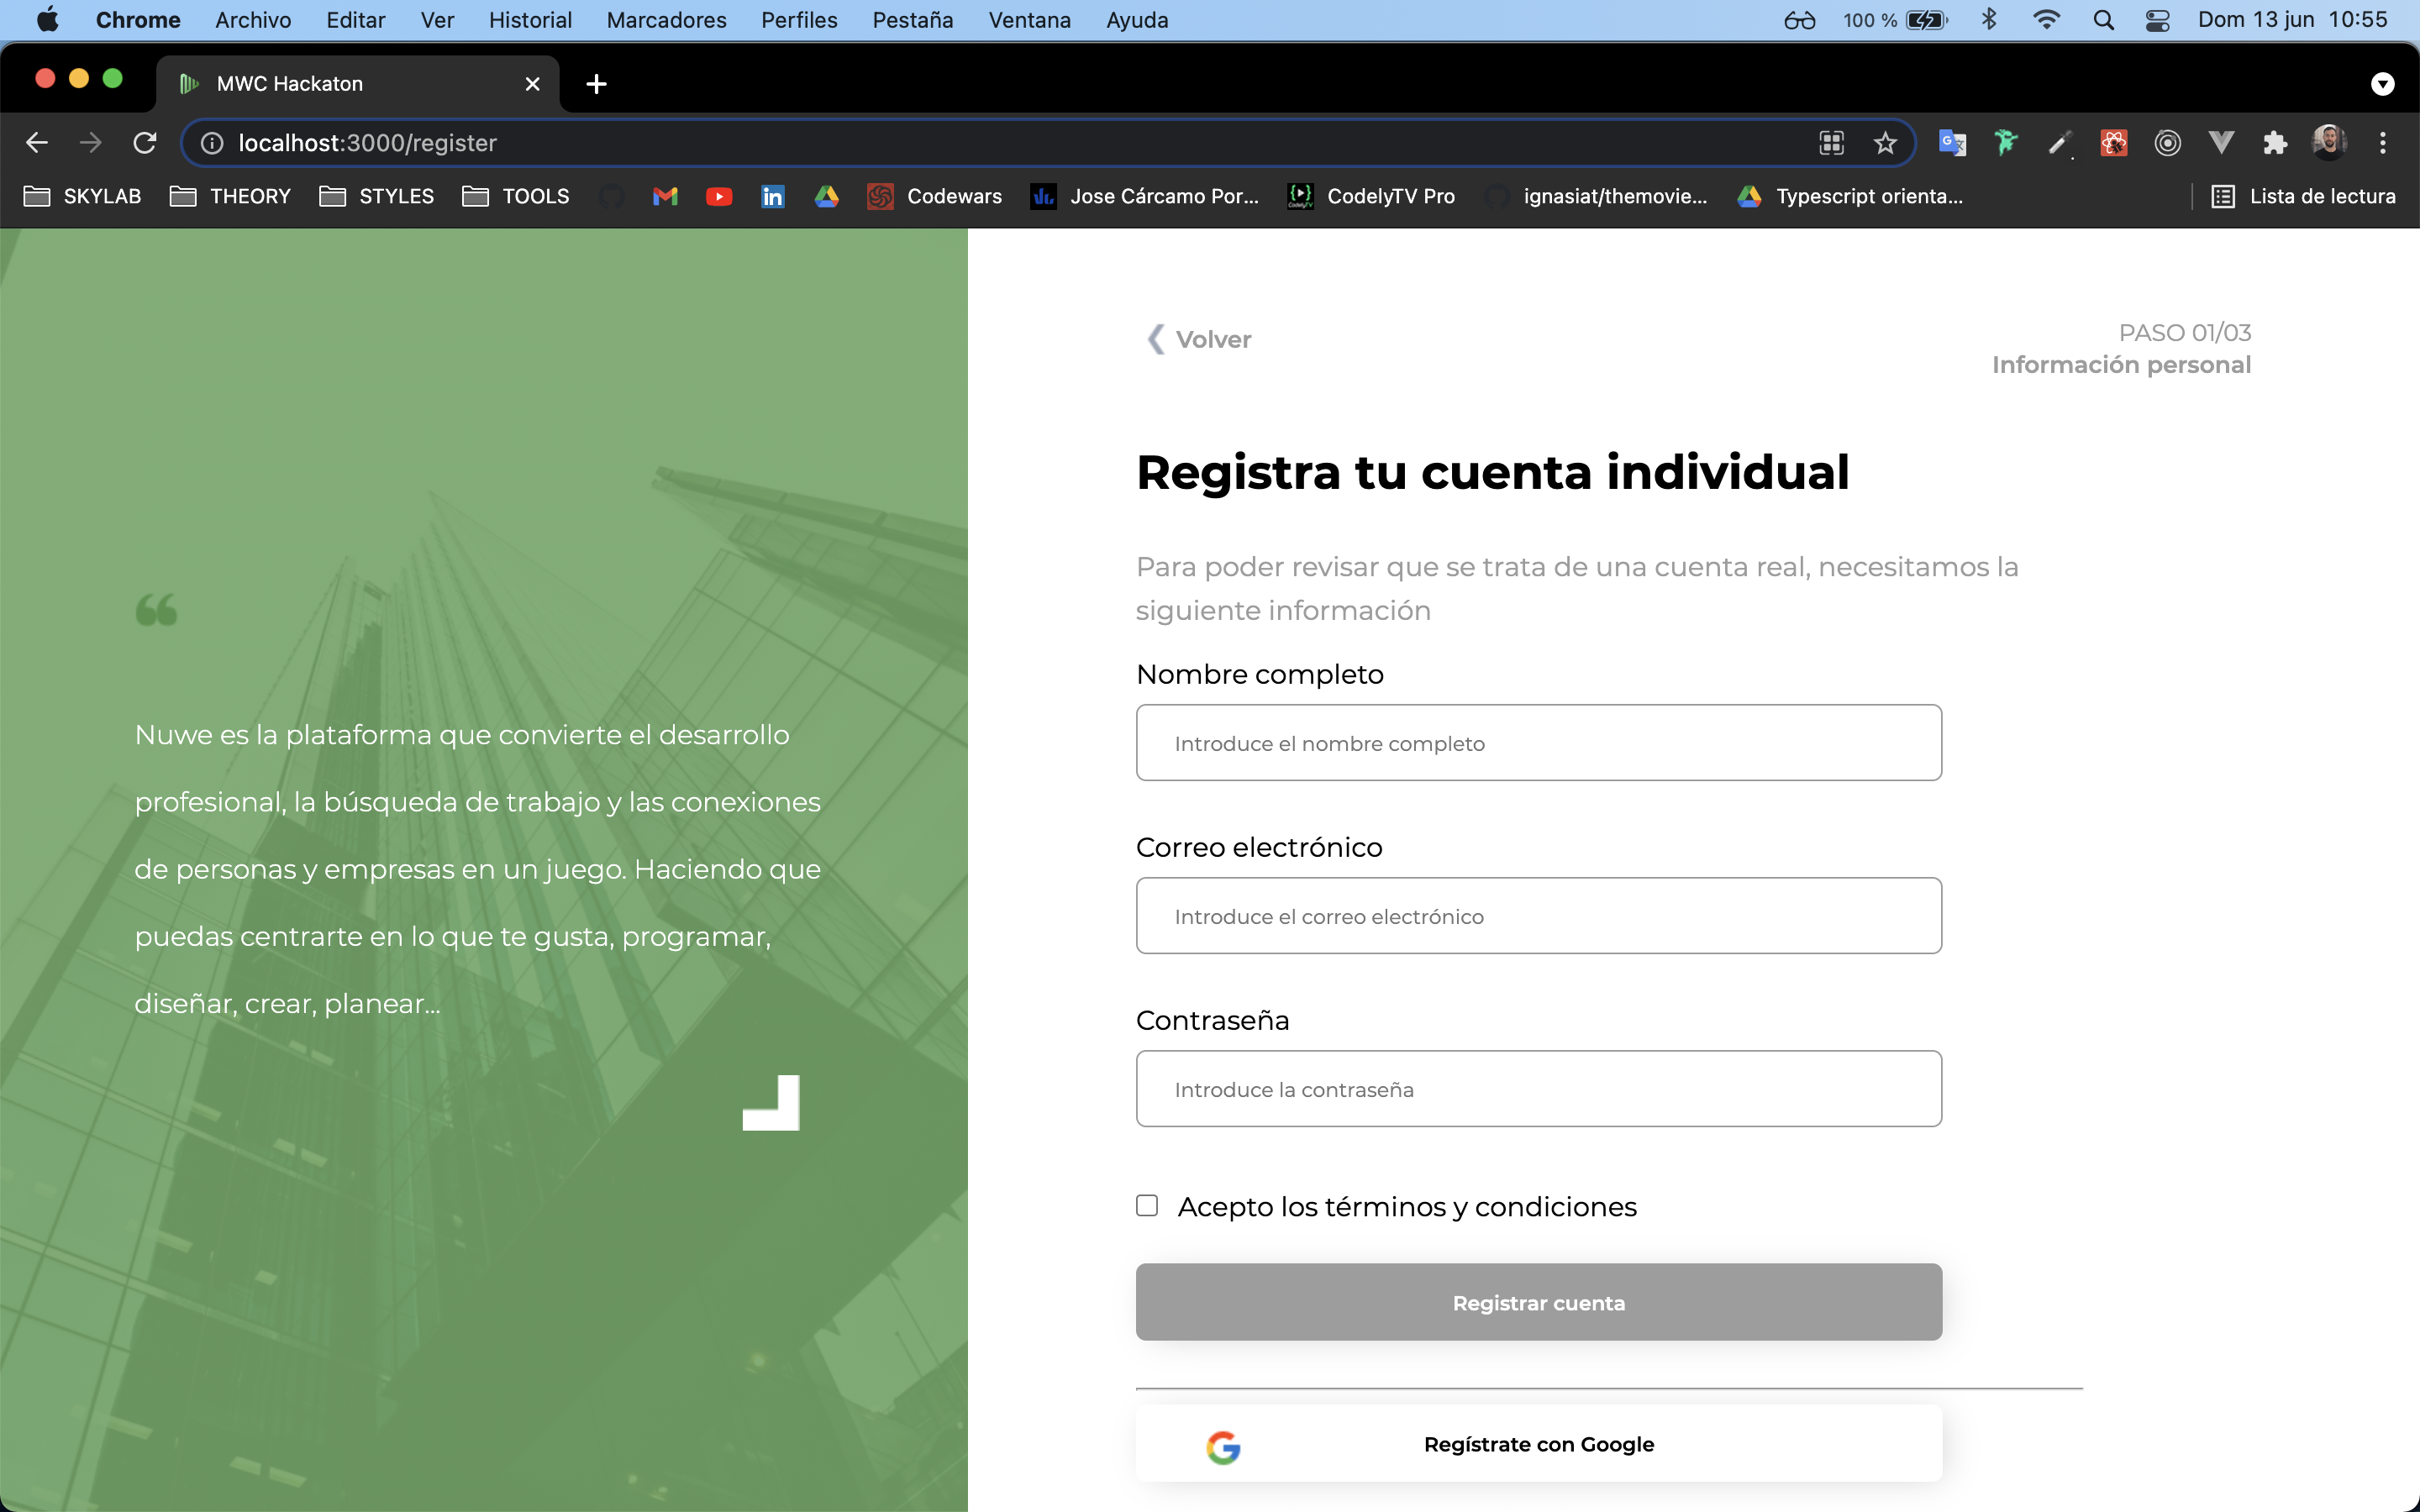 Chrome Archivo Editar Ver Historial Marcadores Perfiles Pestaña Ventana Ayuda 100 % Dom 13 jun 10:55
MWC Hackaton
localhost:3000/register
SKYLAB THEORY STYLES TOOLS Codewars Jose Cárcamo Por... CodelyTV Pro ignasiat/themovie... Typescript orienta... Lista de lectura
“
Nuwe es la plataforma que convierte el desarrollo
profesional, la búsqueda de trabajo y las conexiones
de personas y empresas en un juego. Haciendo que
puedas centrarte en lo que te gusta, programar,
diseñar, crear, planear...
Volver
PASO 01/03
Información personal
Registra tu cuenta individual
Para poder revisar que se trata de una cuenta real, necesitamos la
siguiente información
Nombre completo
Introduce el nombre completo
Correo electrónico
Introduce el correo electrónico
Contraseña
Introduce la contraseña
Acepto los términos y condiciones
Registrar cuenta
Regístrate con Google